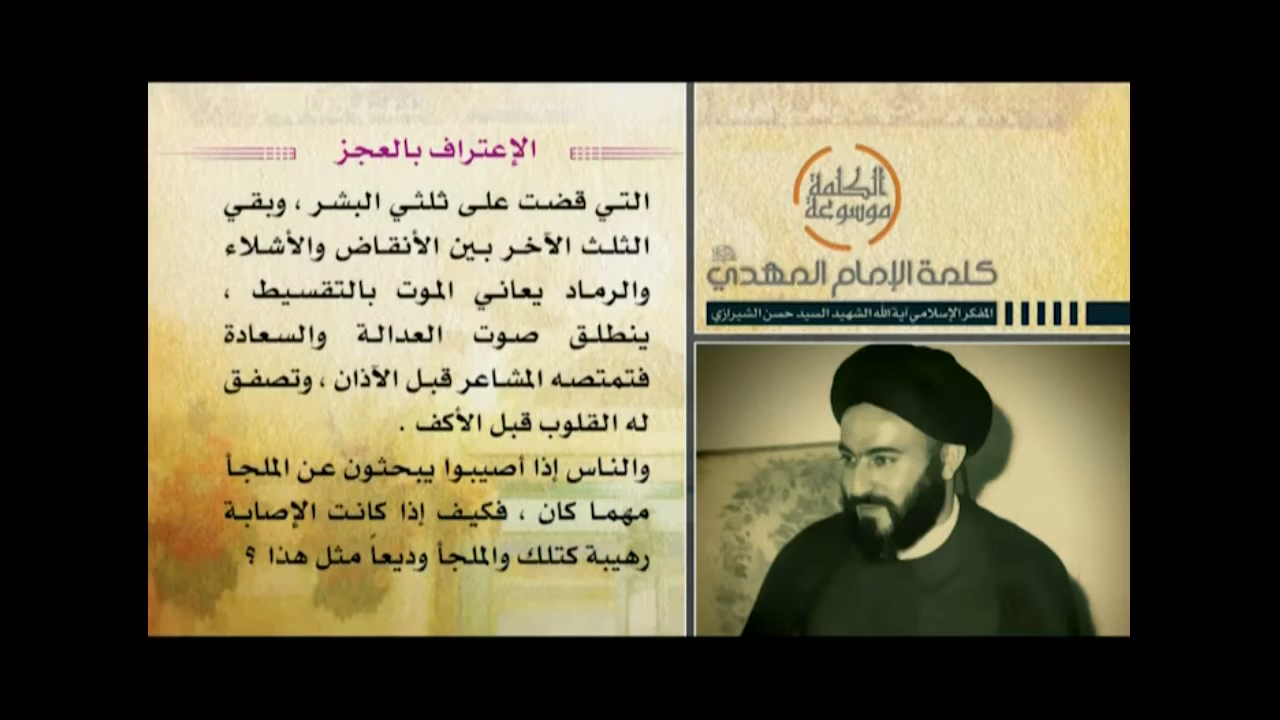 الإعتراف بالعجز
التي قضت على ثلثي البشر ، وبقي
الثلث الآخر بين الأنقاض والأشلاء
والرماد يعاني الموت بالتقسيط ،
ينطلق صوت العدالة والسعادة
فتمتصه المشاعر قبل الآذان ، وتصفق
له القلوب قبل الأكف .
والناس إذا أصيبوا يبحثون عن الملجأ
مهما كان ، فكيف إذا كانت الإصابة
رهيبة كتلك والملجأ وديعاً مثل هذا ؟
الكلمة
موسوعة
كلمة الإمام المهدي
المفكر الإسلامي آية الله الشهيد السيد حسن الشيرازي